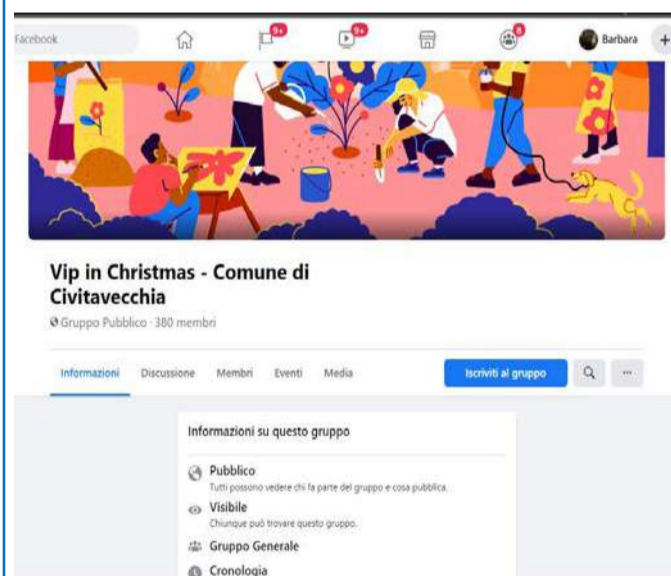 Facebook
9+
9+
8
Barbara
+
Vip in Christmas - Comune di
Civitavecchia
Gruppo Pubblico · 380 membri
Informazioni Discussione Membri Eventi Media Iscriviti al gruppo ...
Informazioni su questo gruppo
Pubblico
Tutti possono vedere chi fa parte del gruppo e cosa pubblica.
Visibile
Chiunque può trovare questo gruppo.
Gruppo Generale
Cronologia